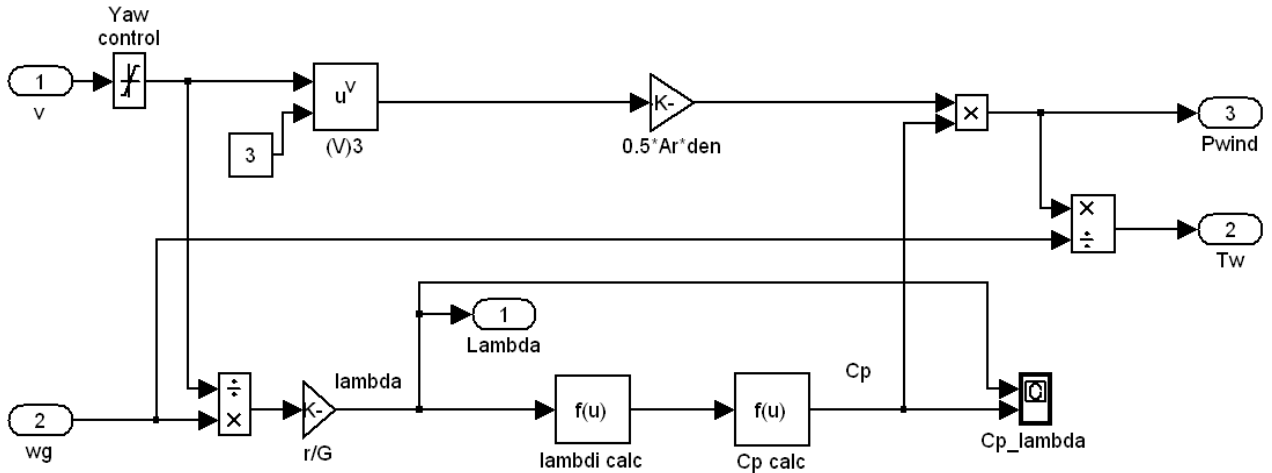 Yaw
control
1
v
u^v
3
(V)3
K-
0.5*Ar*den
×
3
Pwind
×
÷
2
Tw
1
Lambda
2
wg
÷
×
K-
r/G
lambda
f(u)
lambdi calc
f(u)
Cp calc
Cp
Cp_lambda